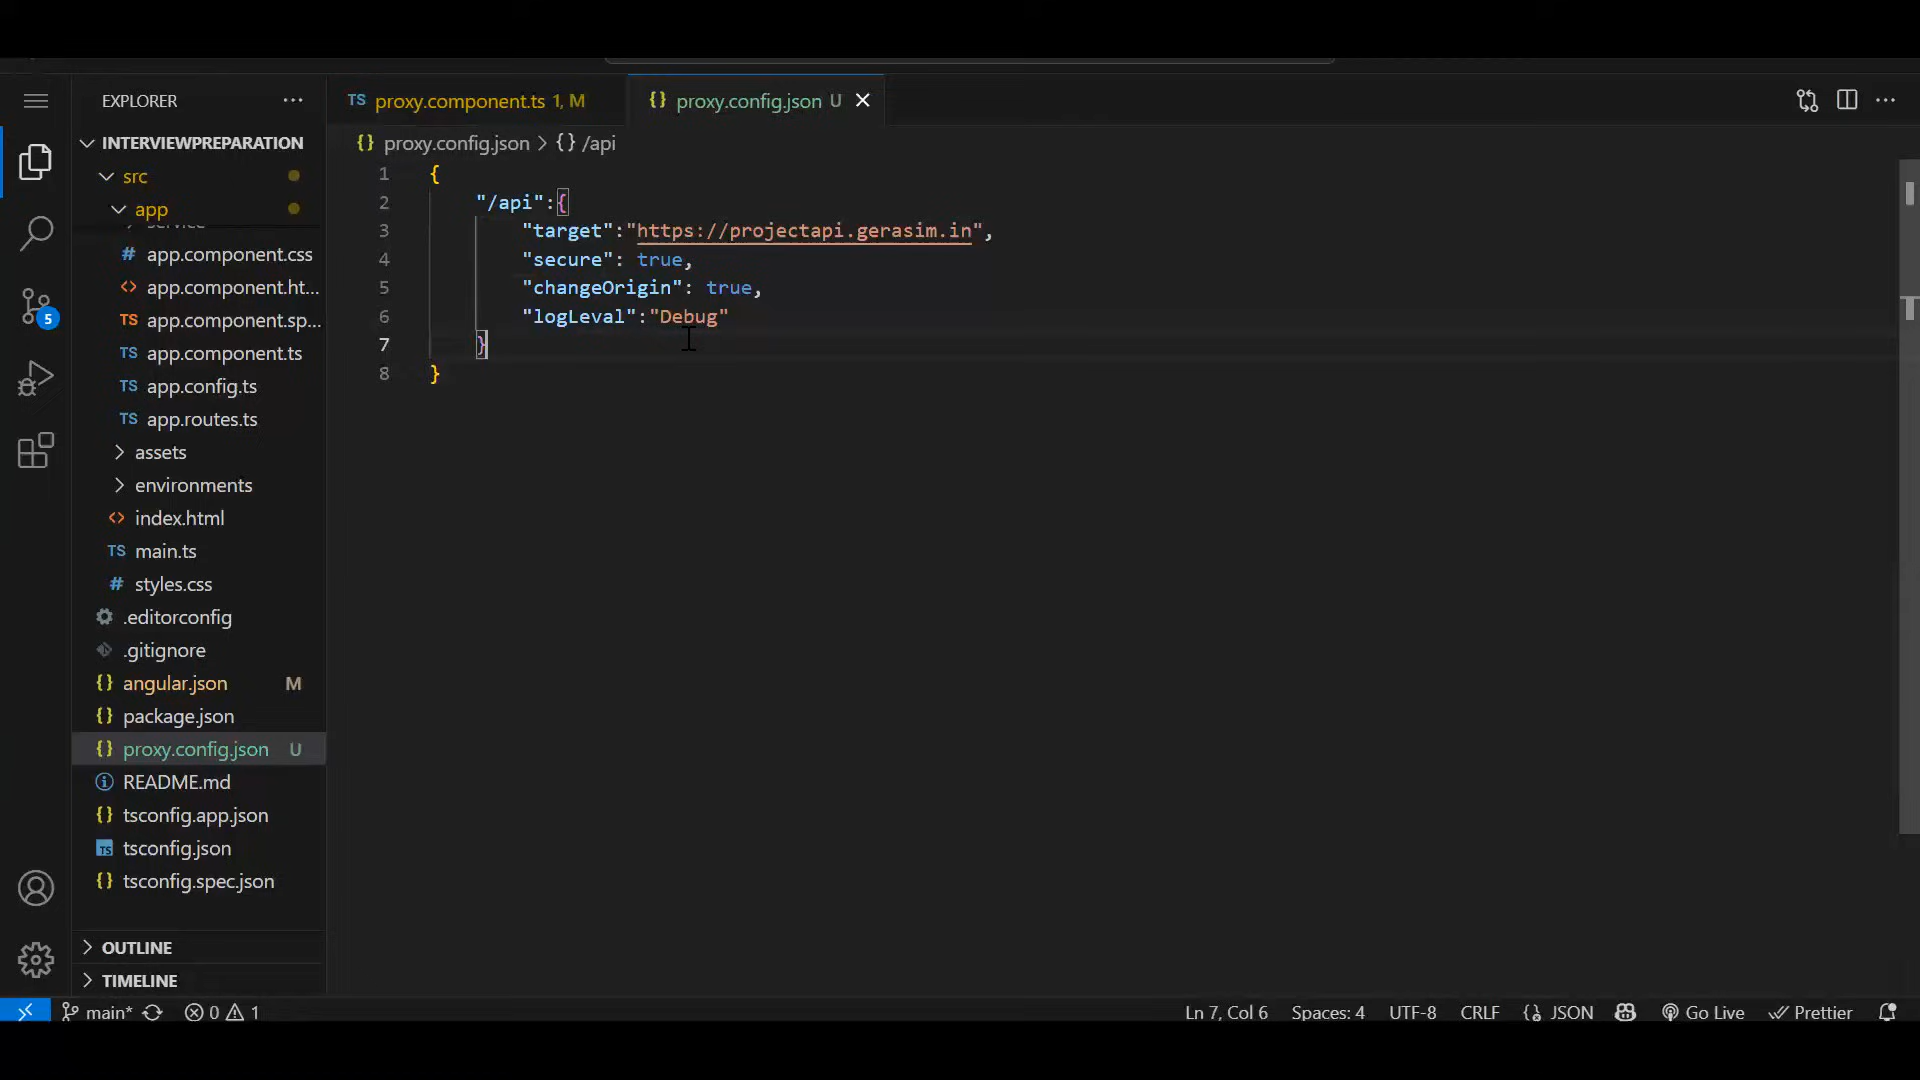 EXPLORER
INTERVIEWPREPARATION
src
app
app.component.css
app.component.ht...
app.component.sp...
app.component.ts
app.config.ts
app.routes.ts
assets
environments
index.html
main.ts
styles.css
.editorconfig
.gitignore
angular.json M
package.json
proxy.config.json U
README.md
tsconfig.app.json
tsconfig.json
tsconfig.spec.json
OUTLINE
TIMELINE
5
TS proxy.component.ts 1, M
{} proxy.config.json U
{} proxy.config.json > {} /api
1 {
2 "/api":{
3 "target":"https://projectapi.gerasim.in",
4 "secure": true,
5 "changeOrigin": true,
6 "logLeval":"Debug"
7 }
8 }
main* 0 1
Ln 7, Col 6 Spaces: 4 UTF-8 CRLF {} JSON Go Live Prettier